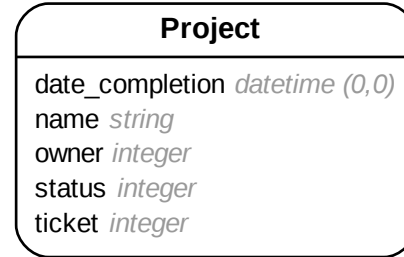 Project
date_completion datetime (0,0)
name string
owner integer
status integer
ticket integer